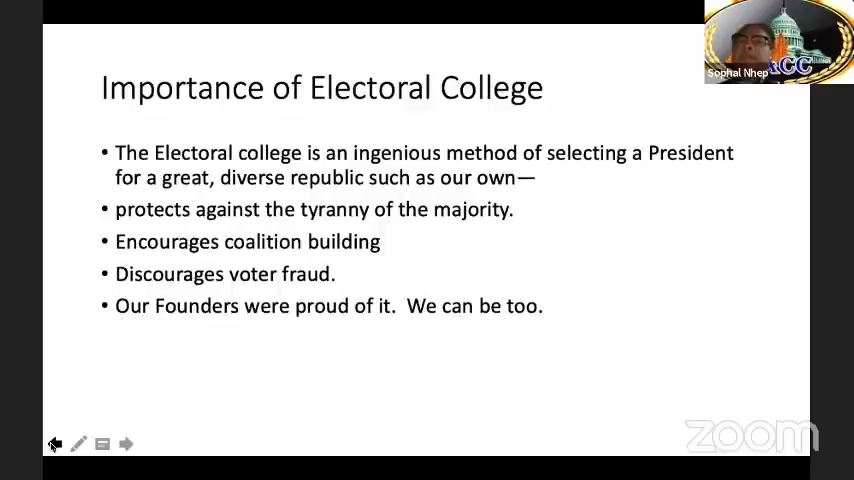 Importance of Electoral College
• The Electoral college is an ingenious method of selecting a President
for a great, diverse republic such as our own—
• protects against the tyranny of the majority.
• Encourages coalition building
• Discourages voter fraud.
• Our Founders were proud of it.  We can be too.
Sophal Nhep
CC
zoom